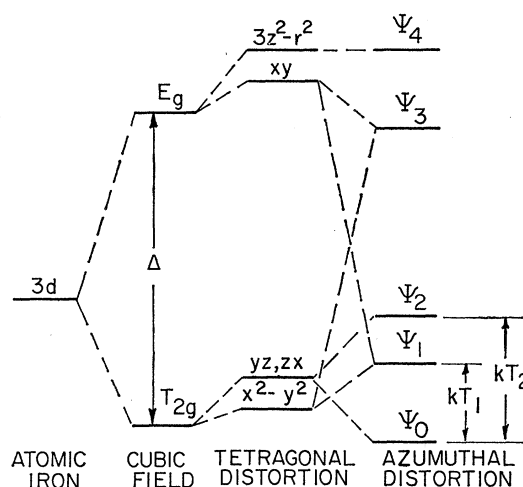 3z²-r²
Ψ₄
xy
E_g
Ψ₃
Δ
3d
Ψ₂
yz, zx
Ψ₁
T₂g
x²-y²
kT₁
kT₂
Ψ₀
ATOMIC IRON
CUBIC FIELD
TETRAGONAL DISTORTION
AZUMUTHAL DISTORTION